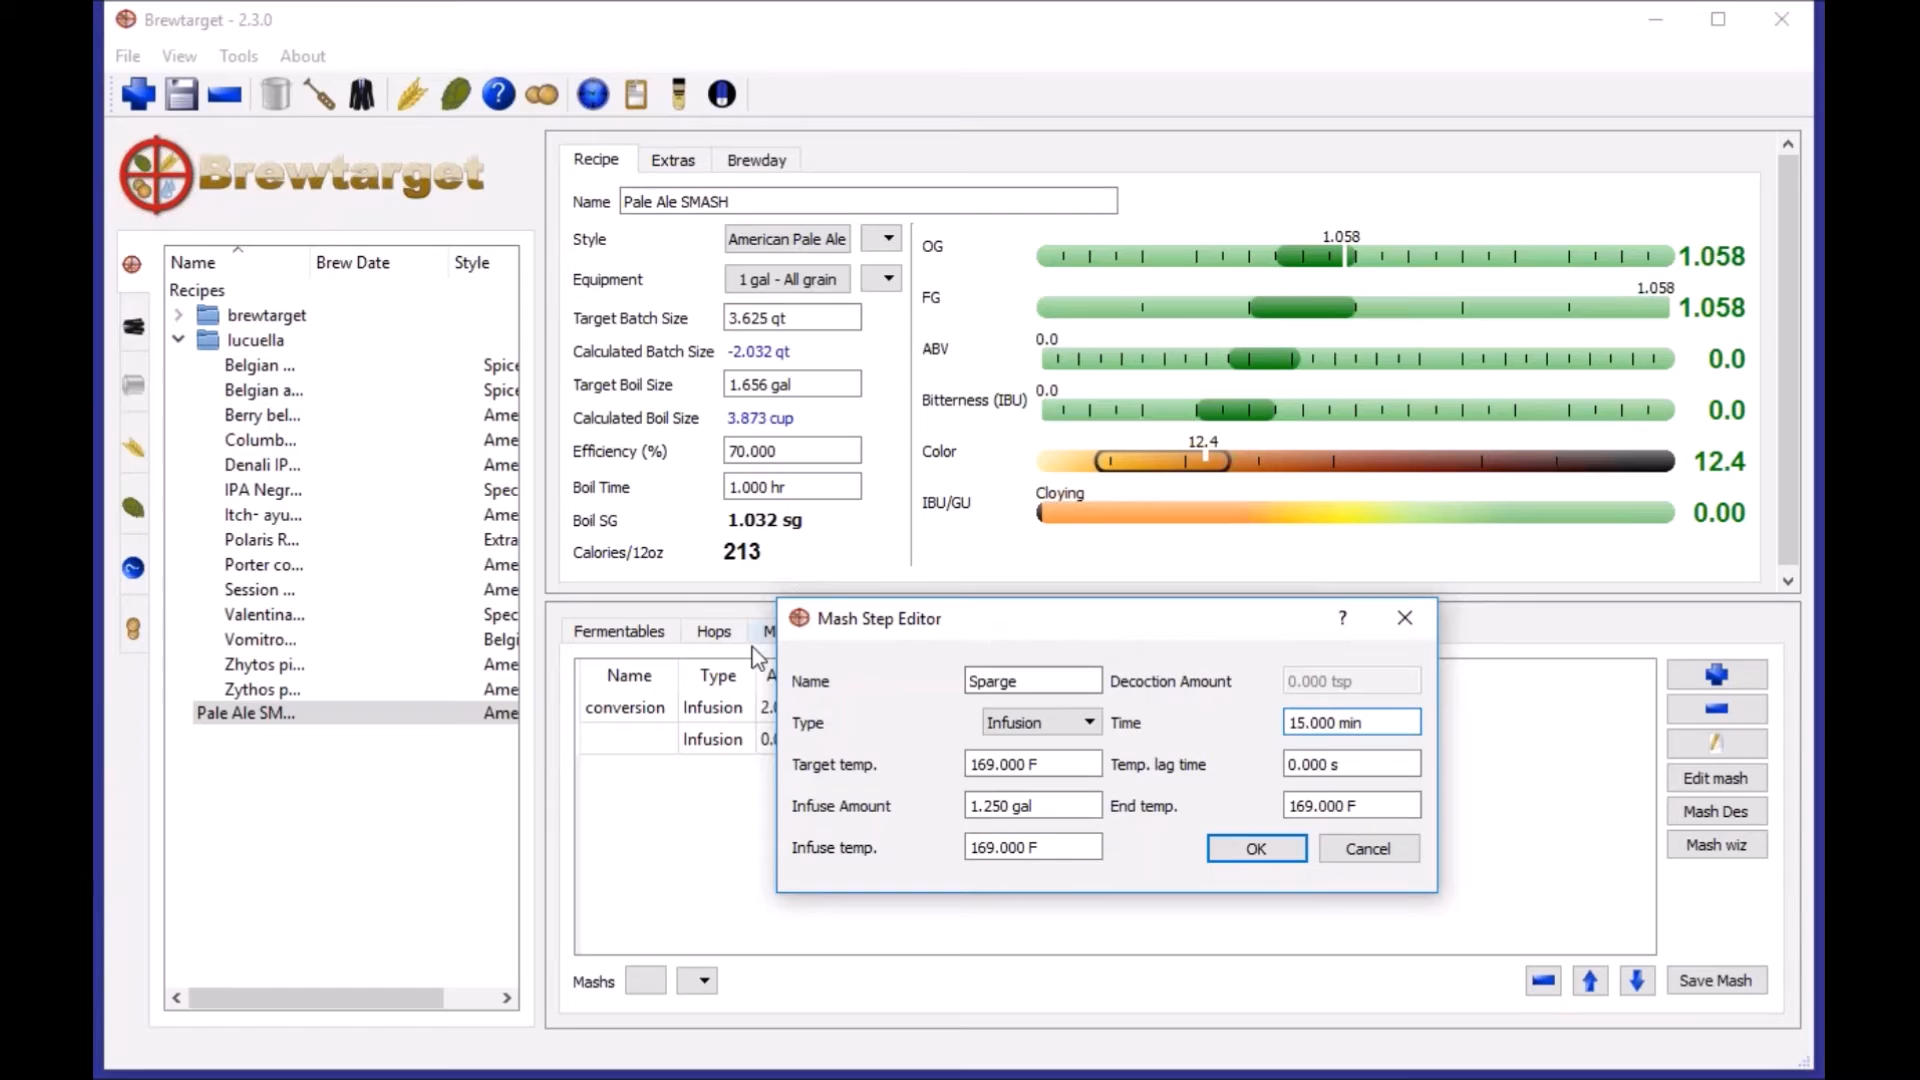 Brewtarget - 2.3.0
File View Tools About
Brewtarget
Name Brew Date Style
Recipes
brewtarget
lucuella
Belgian ... Spice
Belgian a... Spice
Berry bel... Ame
Columb... Ame
Denali IP... Ame
IPA Negr... Spec
Itch- ayu... Ame
Polaris R... Extra
Porter co... Ame
Session ... Ame
Valentina... Spec
Vomitro... Belgi
Zhytos pi... Ame
Zythos p... Ame
Pale Ale SM... Ame
Recipe Extras Brewday
Name Pale Ale SMASH
Style American Pale Ale
Equipment 1 gal - All grain
Target Batch Size 3.625 qt
Calculated Batch Size -2.032 qt
Target Boil Size 1.656 gal
Calculated Boil Size 3.873 cup
Efficiency (%) 70.000
Boil Time 1.000 hr
Boil SG 1.032 sg
Calories/12oz 213
OG 1.058 1.058
FG 1.058 1.058
ABV 0.0 0.0
Bitterness (IBU) 0.0 0.0
Color 12.4 12.4
IBU/GU Cloying 0.00
Fermentables Hops M
Name Type A
conversion Infusion 2.0
Infusion 0.0
Mash Step Editor ?
Name Sparge Decoction Amount 0.000 tsp
Type Infusion Time 15.000 min
Target temp. 169.000 F Temp. lag time 0.000 s
Infuse Amount 1.250 gal End temp. 169.000 F
Infuse temp. 169.000 F OK Cancel
Edit mash
Mash Des
Mash wiz
Mashs
Save Mash